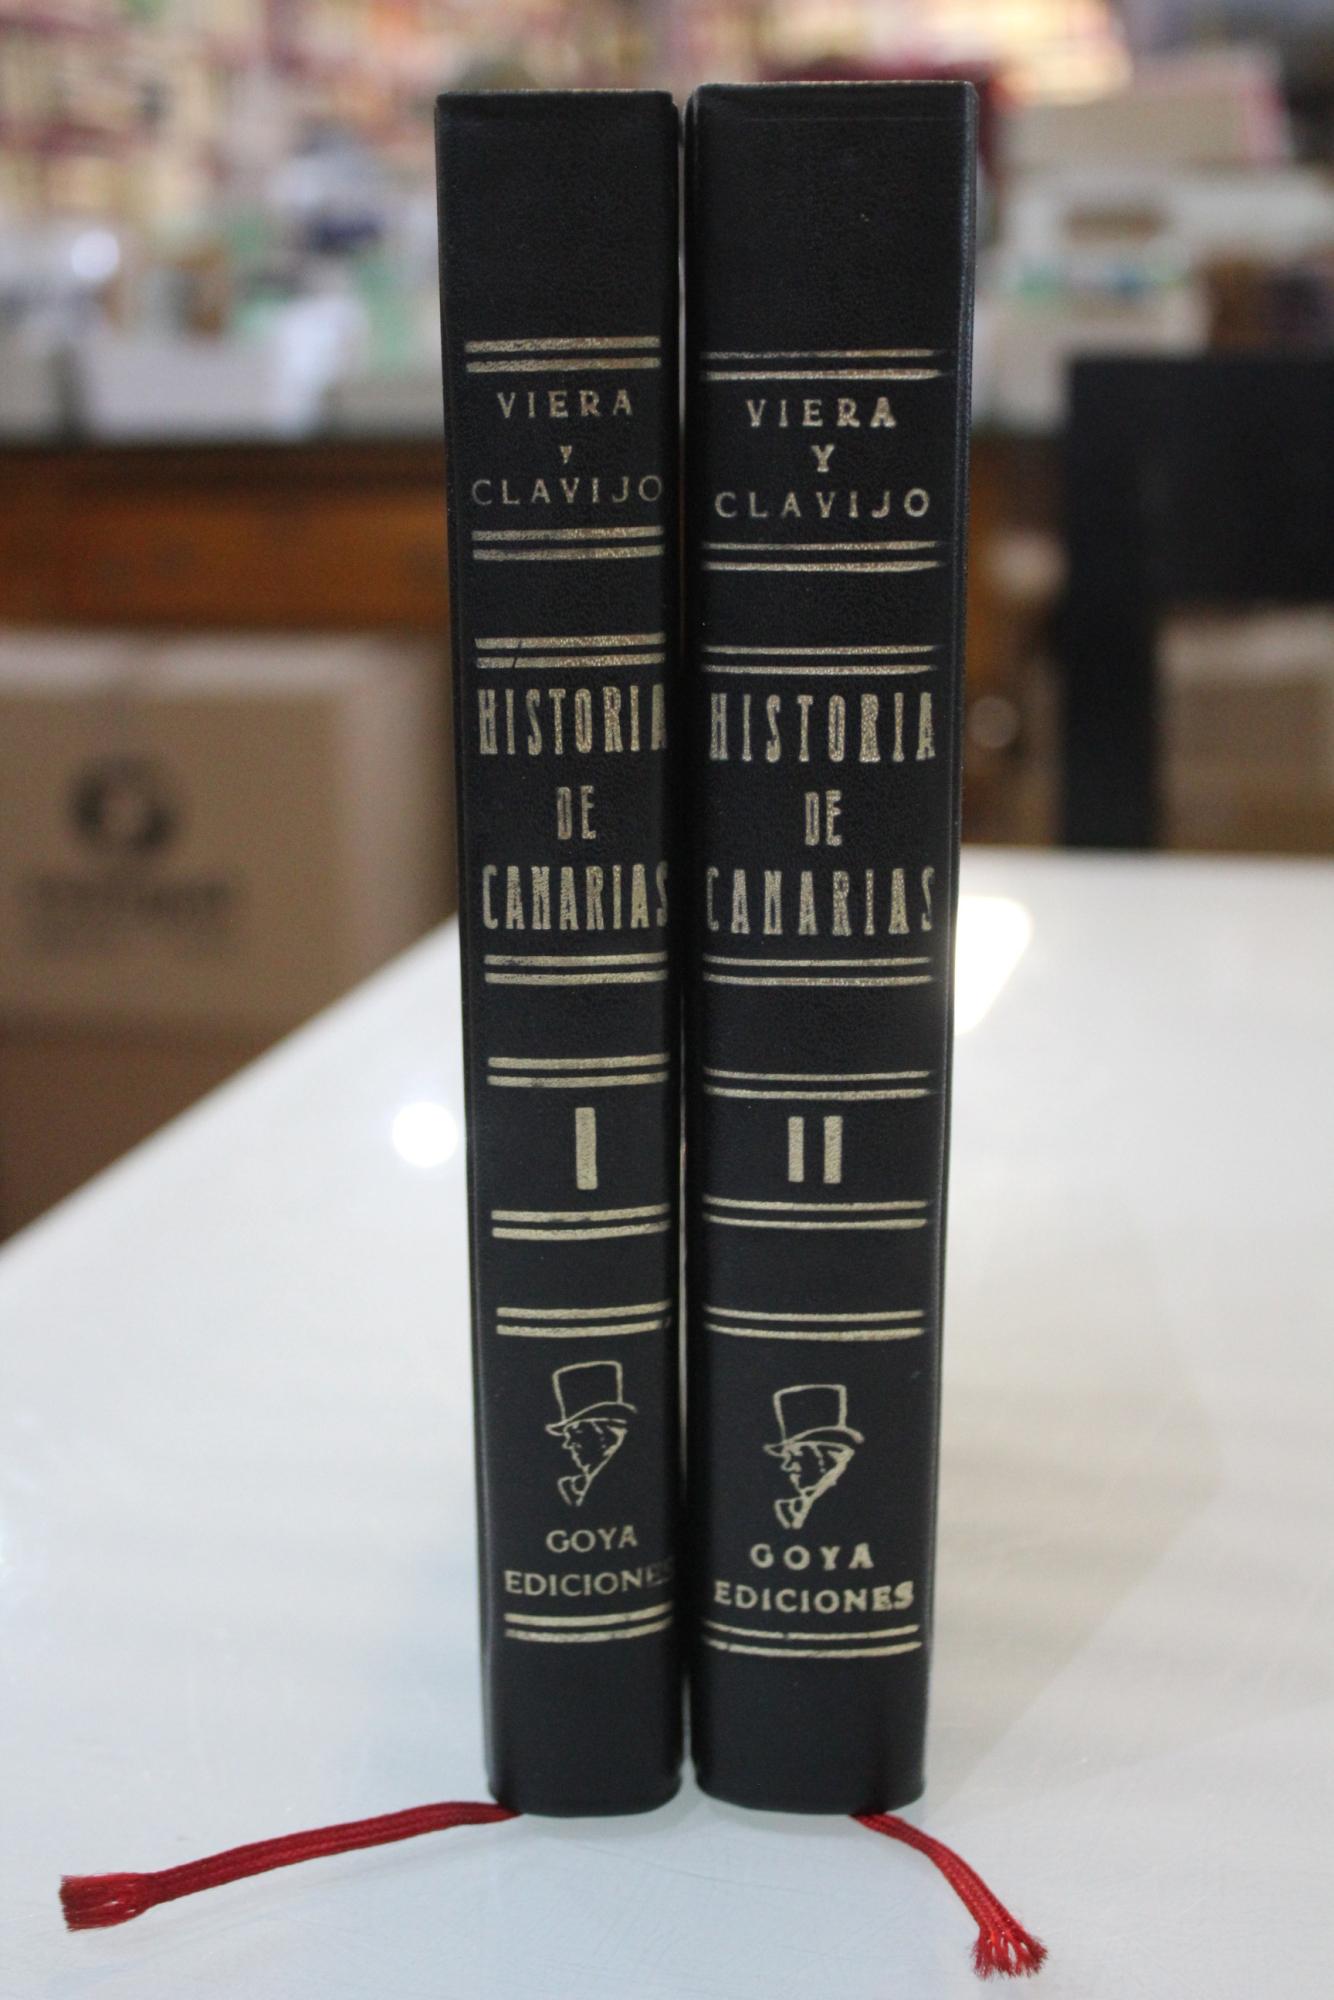 VIERA
Y
CLAVIJO
HISTORIA
DE
CANARIAS
I
GOYA
EDICIONES
VIERA
Y
CLAVIJO
HISTORIA
DE
CANARIAS
II
GOYA
EDICIONES